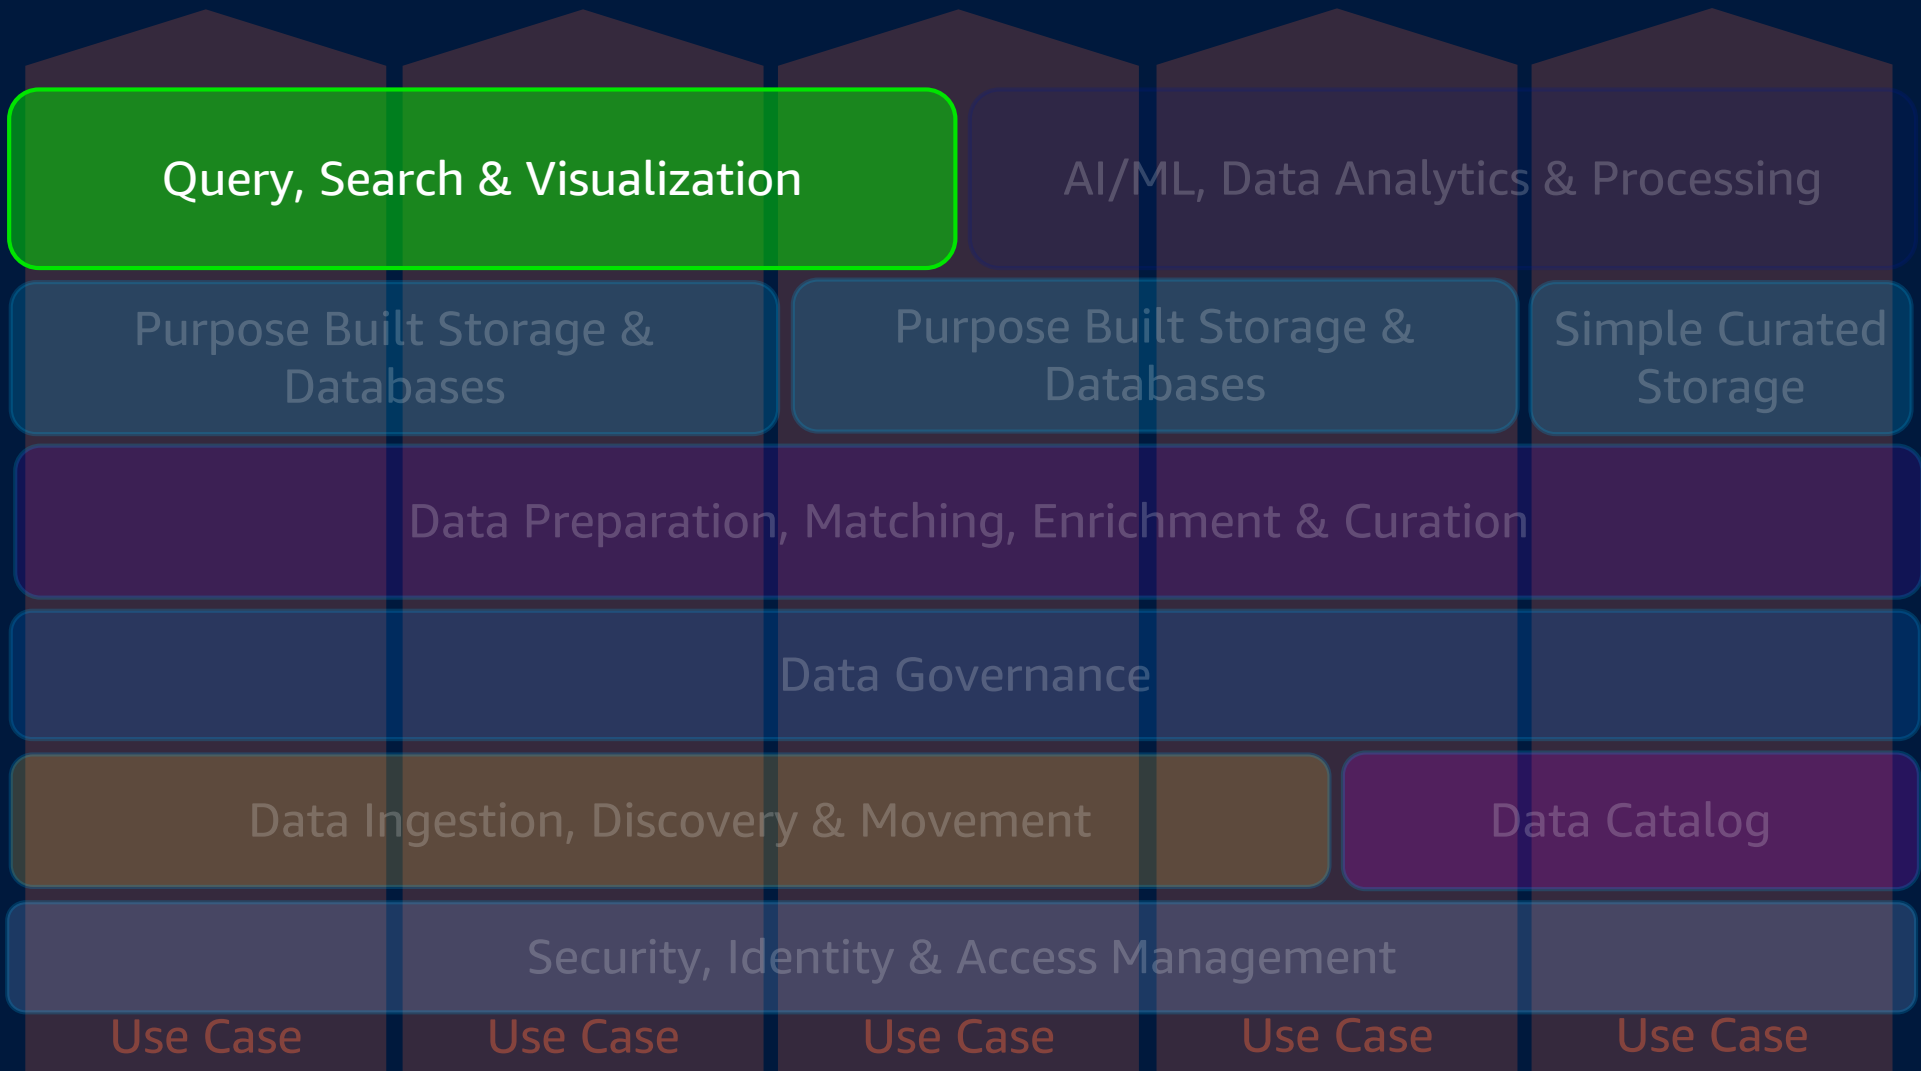 Query, Search & Visualization
AI/ML, Data Analytics & Processing
Purpose Built Storage &
Databases
Purpose Built Storage &
Databases
Simple Curated
Storage
Data Preparation, Matching, Enrichment & Curation
Data Governance
Data Ingestion, Discovery & Movement
Data Catalog
Security, Identity & Access Management
Use Case
Use Case
Use Case
Use Case
Use Case